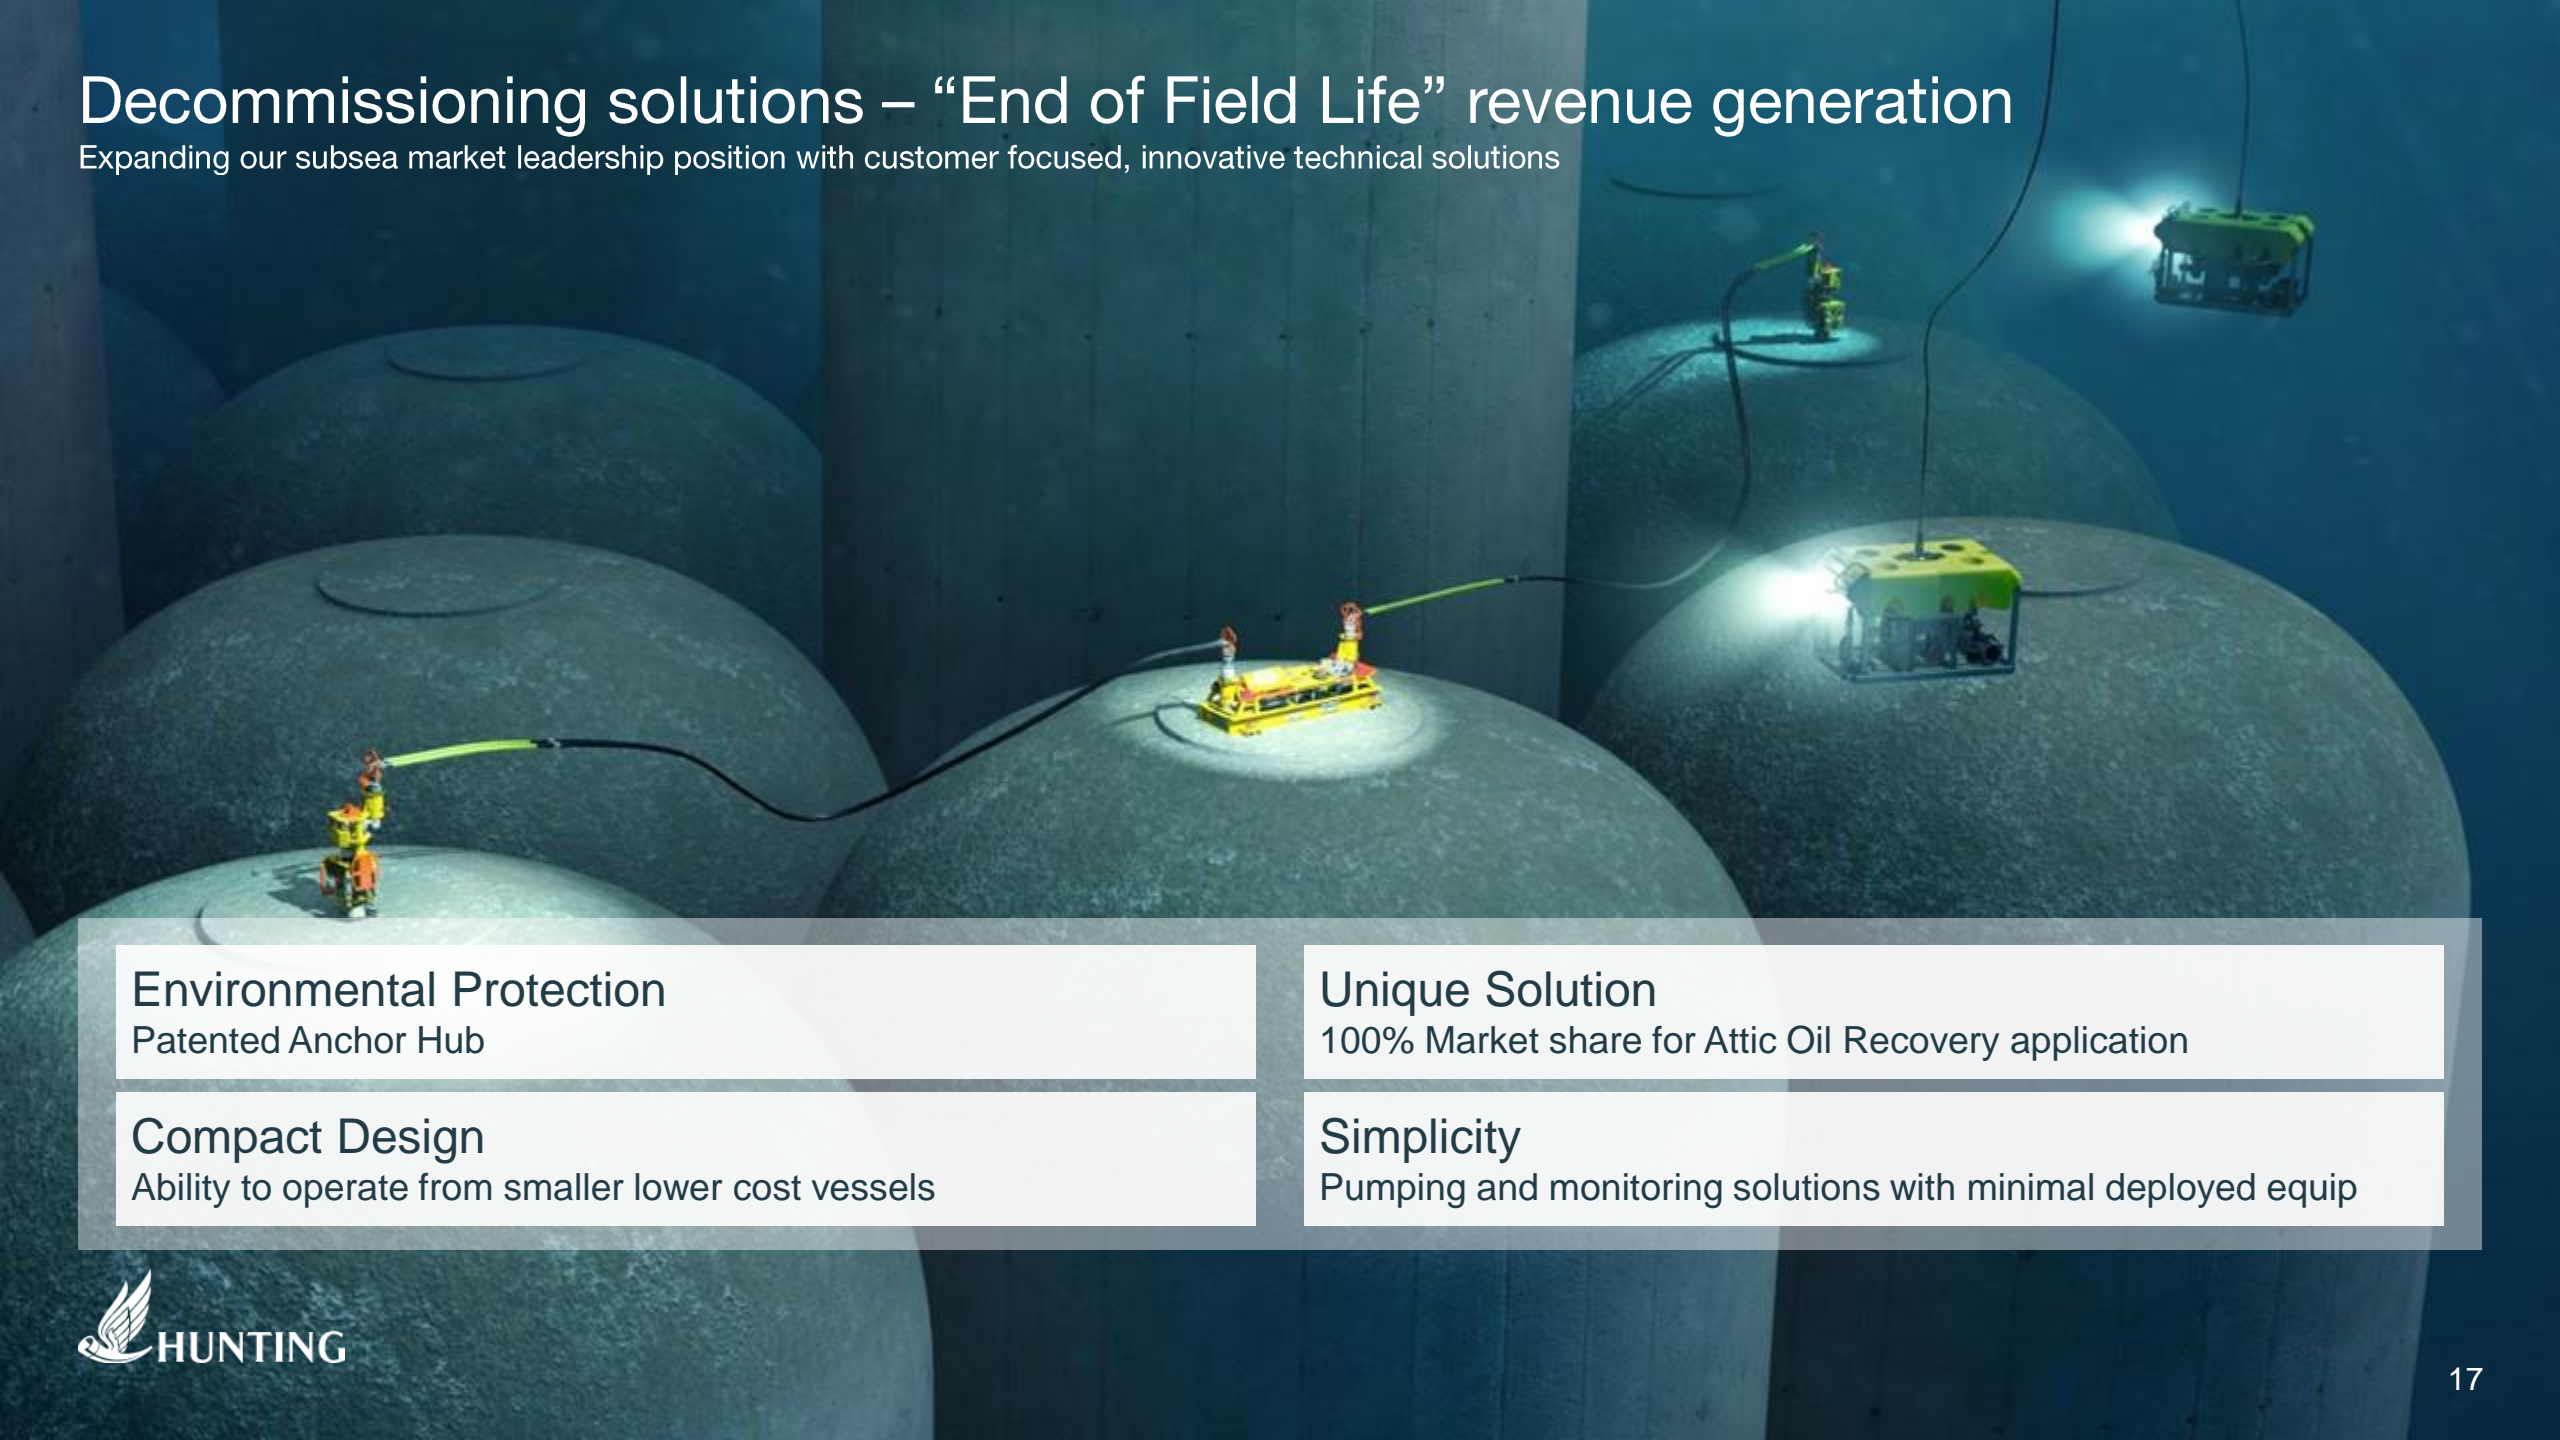 Decommissioning solutions – “End of Field Life” revenue generation
Expanding our subsea market leadership position with customer focused, innovative technical solutions
Environmental Protection
Patented Anchor Hub
Unique Solution
100% Market share for Attic Oil Recovery application
Compact Design
Ability to operate from smaller lower cost vessels
Simplicity
Pumping and monitoring solutions with minimal deployed equip
HUNTING
17